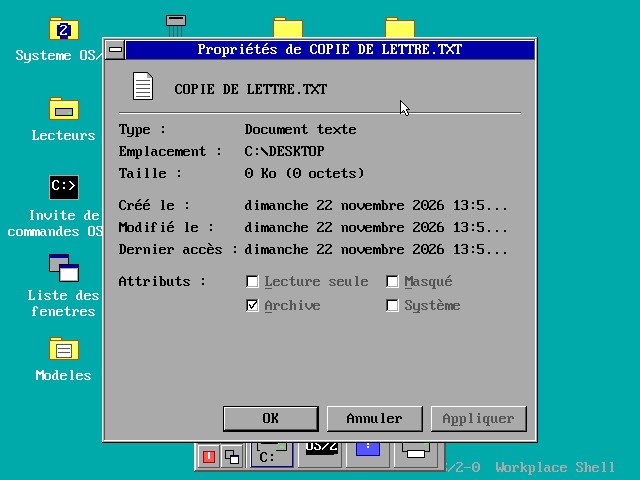 Propriétés de COPIE DE LETTRE.TXT
Systeme OS/
COPIE DE LETTRE.TXT
Lecteurs
Type : Document texte
Emplacement : C:\DESKTOP
Taille : 0 Ko (0 octets)
C:>
Invite de
commandes OS
Créé le : dimanche 22 novembre 2026 13:5...
Modifié le : dimanche 22 novembre 2026 13:5...
Dernier accès : dimanche 22 novembre 2026 13:5...
Attributs : Lecture seule Masqué
Archive Système
Liste des
fenetres
Modeles
OK Annuler Appliquer
C: OS/2
/2-0 Workplace Shell